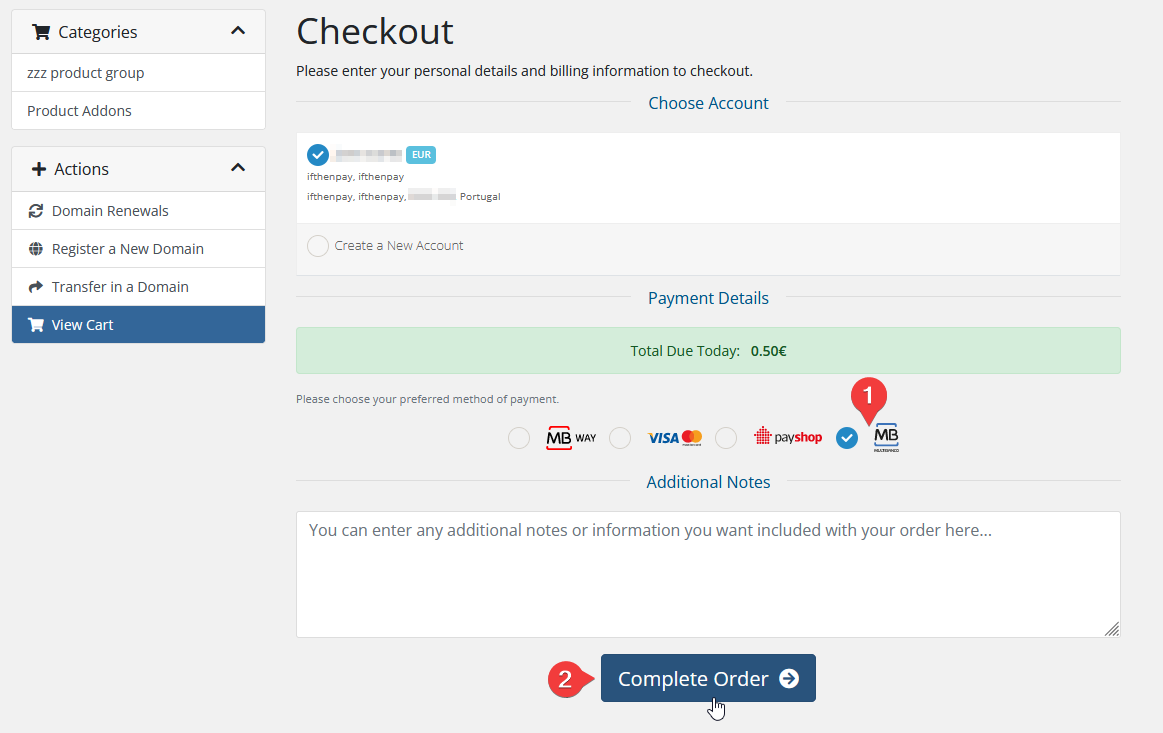 Categories
zzz product group
Product Addons
Actions
Domain Renewals
Register a New Domain
Transfer in a Domain
View Cart
Checkout
Please enter your personal details and billing information to checkout.
Choose Account
EUR
ifthenpay, ifthenpay
ifthenpay, ifthenpay, Portugal
Create a New Account
Payment Details
Total Due Today: 0.50€
Please choose your preferred method of payment.
1
MB WAY VISA payshop MB
MULTIBANCO
Additional Notes
You can enter any additional notes or information you want included with your order here...
2 Complete Order